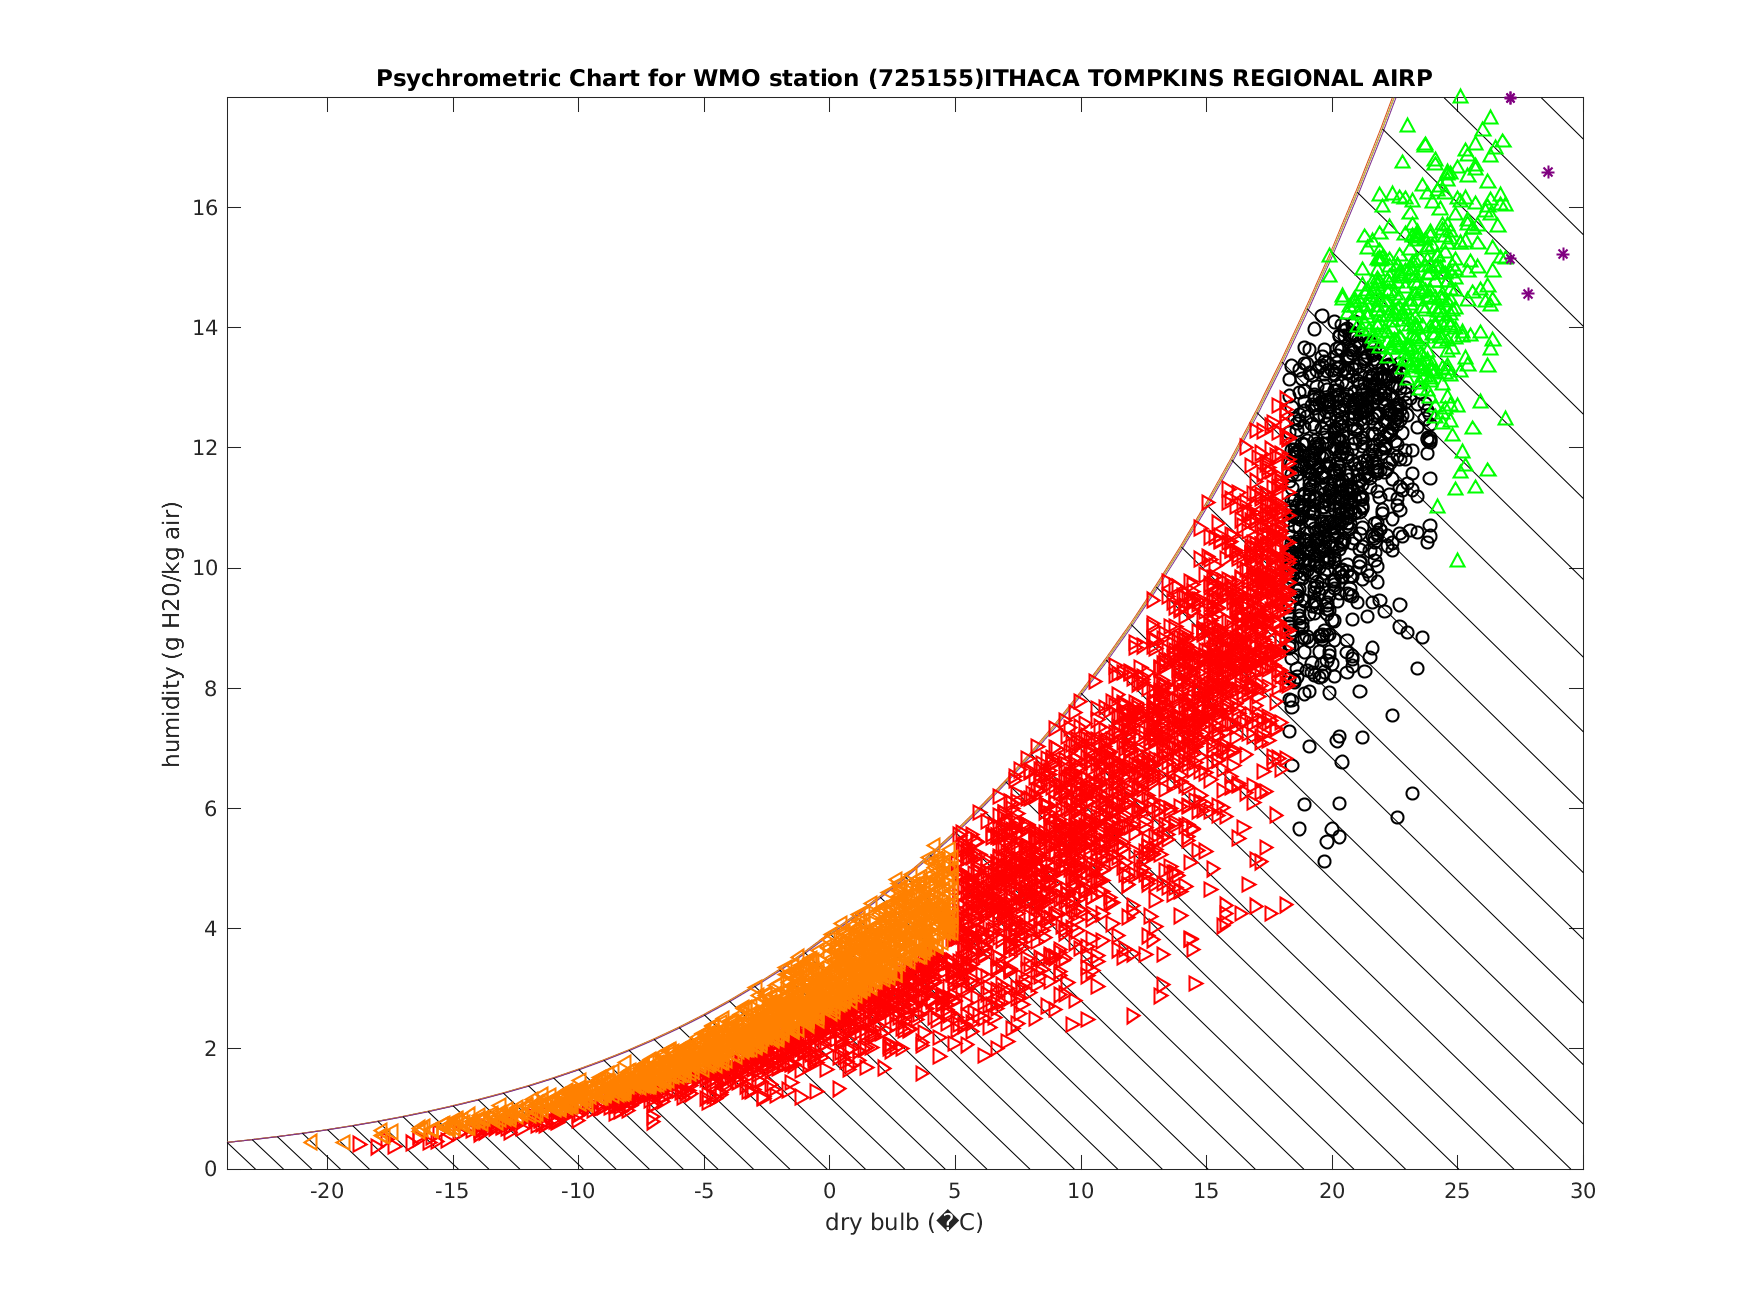 Psychrometric Chart for WMO station (725155)ITHACA TOMPKINS REGIONAL AIRP
humidity (g H20/kg air)
16
14
12
10
8
6
4
2
0
-20 -15 -10 -5 0 5 10 15 20 25 30
dry bulb (�C)